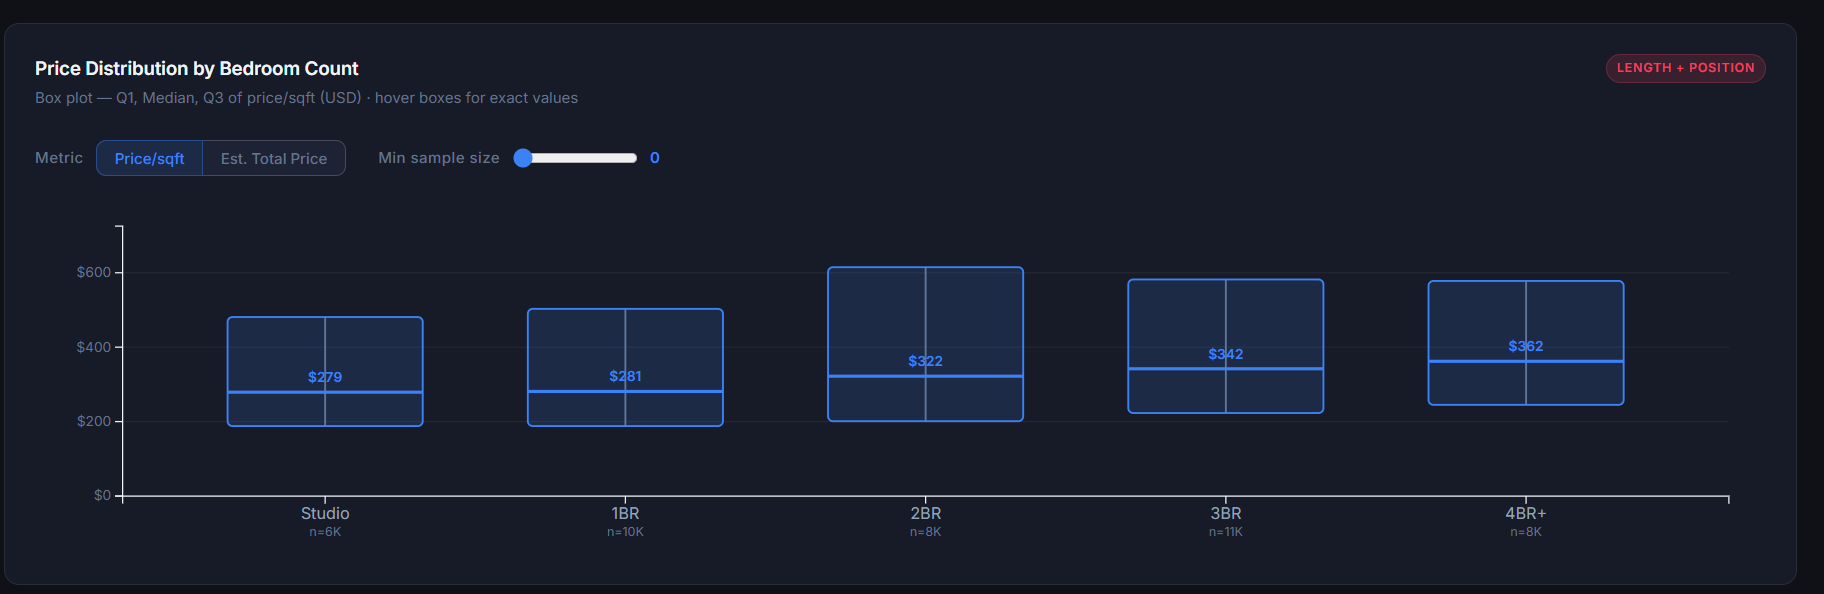 Price Distribution by Bedroom Count
LENGTH + POSITION
Box plot — Q1, Median, Q3 of price/sqft (USD) · hover boxes for exact values
Metric
Price/sqft
Est. Total Price
Min sample size
0
$600
$400
$200
$0
$279
$281
$322
$342
$362
Studio
1BR
2BR
3BR
4BR+
n=6K
n=10K
n=8K
n=11K
n=8K